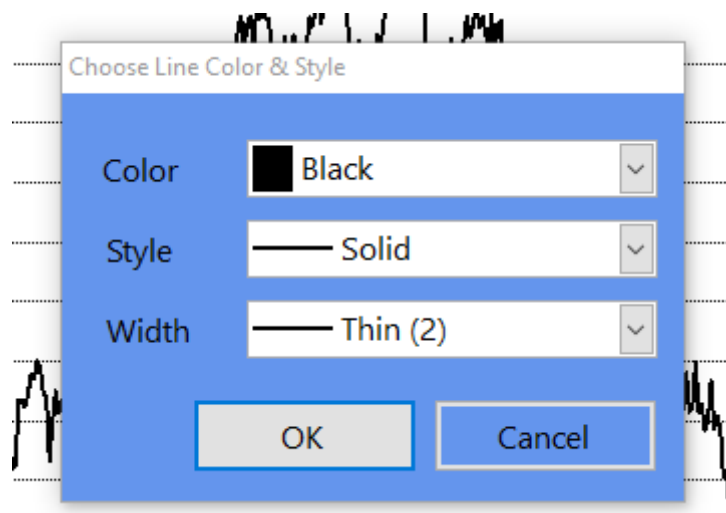 Choose Line Color & Style
Color Black
Style Solid
Width Thin (2)
OK Cancel